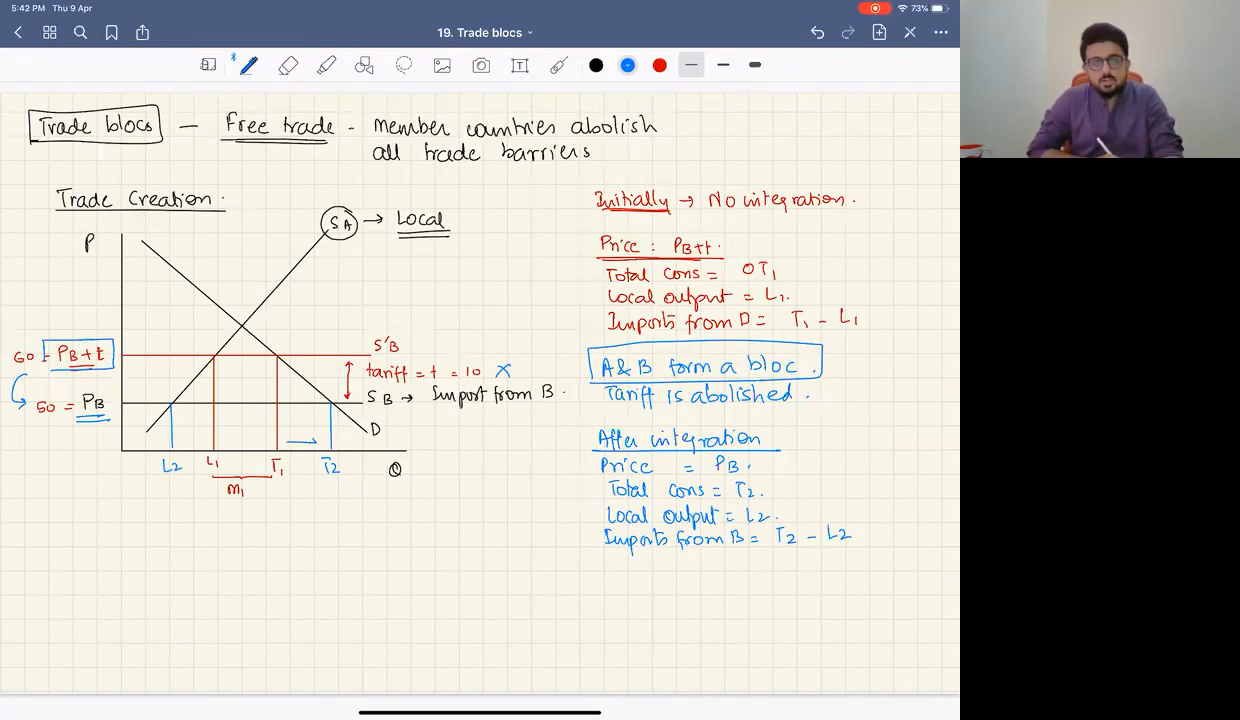 5:42 PM Thu 9 Apr
73%
19. Trade blocs
Trade blocs - Free trade - member countries abolish
all trade barriers
Trade Creation.
SA → Local
P
60 - PB+t
50 = PB
S'B
tariff = t = 10 X
SB → Import from B.
D
L2 L1 T1 T2 Q
M1
Initially → No integration.
Price : PB+t.
Total cons = OT1
Local output = L1.
Imports from D = T1 - L1
A & B form a bloc.
Tariff is abolished.
After integration
Price = PB.
Total cons = T2.
Local output = L2.
Imports from B = T2 - L2